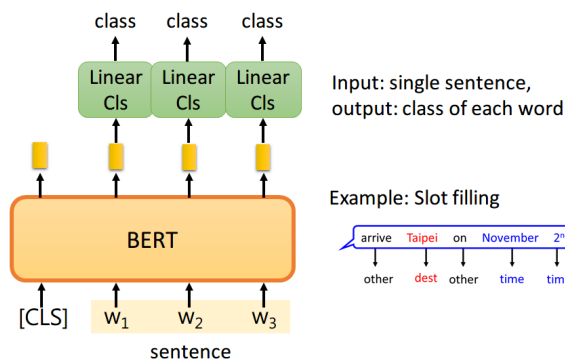 class class class
Linear Cls Linear Cls Linear Cls
Input: single sentence,
output: class of each word
BERT
Example: Slot filling
arrive Taipei on November
other dest other time
[CLS] w1 w2 w3
sentence